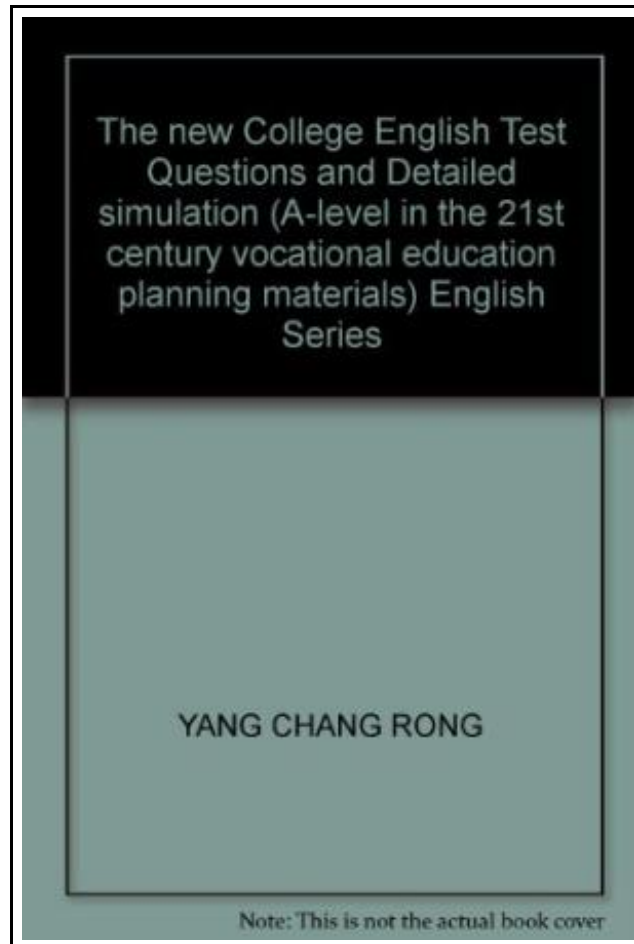 The new College English Test
Questions and Detailed
simulation (A-level in the 21st
century vocational education
planning materials) English
Series
YANG CHANG RONG
Note: This is not the actual book cover